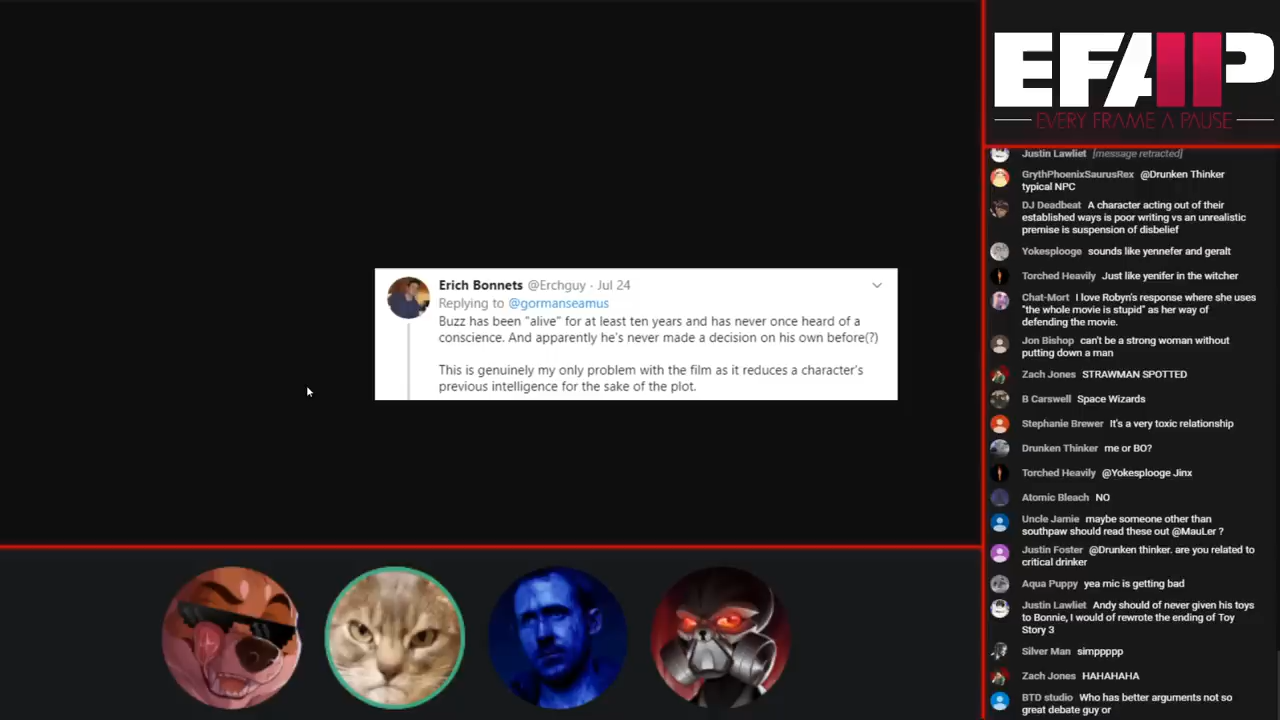 Erich Bonnets @Erchguy · Jul 24
Replying to @gormanseamus
Buzz has been "alive" for at least ten years and has never once heard of a
conscience. And apparently he's never made a decision on his own before(?)
This is genuinely my only problem with the film as it reduces a character's
previous intelligence for the sake of the plot.
EFAP
EVERY FRAME A PAUSE
Justin Lawliet [message retracted]
GrythPhoenixSaurusRex @Drunken Thinker
typical NPC
DJ Deadbeat A character acting out of their
established ways is poor writing vs an unrealistic
premise is suspension of disbelief
Yokesplooge sounds like yennefer and geralt
Torched Heavily Just like yenifer in the witcher
Chat-Mort I love Robyn's response where she uses
"the whole movie is stupid" as her way of
defending the movie.
Jon Bishop can't be a strong woman without
putting down a man
Zach Jones STRAWMAN SPOTTED
B Carswell Space Wizards
Stephanie Brewer It's a very toxic relationship
Drunken Thinker me or BO?
Torched Heavily @Yokesplooge Jinx
Atomic Bleach NO
Uncle Jamie maybe someone other than
southpaw should read these out @MauLer ?
Justin Foster @Drunken thinker. are you related to
critical drinker
Aqua Puppy yea mic is getting bad
Justin Lawliet Andy should of never given his toys
to Bonnie, I would of rewrote the ending of Toy
Story 3
Silver Man simppppp
Zach Jones HAHAHAHA
BTD studio Who has better arguments not so
great debate guy or